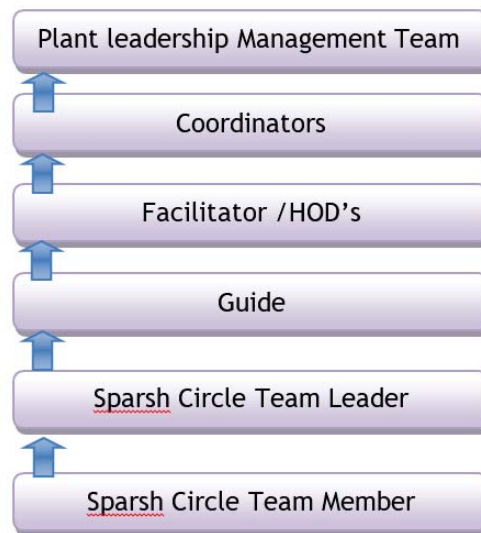 Plant leadership Management Team
Coordinators
Facilitator /HOD's
Guide
Sparsh Circle Team Leader
Sparsh Circle Team Member